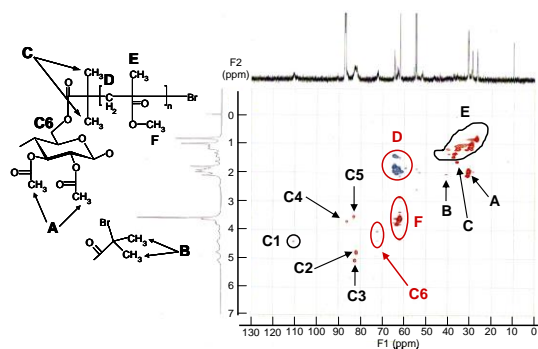 F2
(ppm)
C
CH3
D
E
CH3
O
C
H2
n
Br
O
CH3
O
O
CH3
C6
F
O
O
O
O
O
O
CH3
CH3
A
Br
CH3
CH3
O
B
0
1
2
3
4
5
6
7
E
D
B
C
A
C4
C5
F
C1
C2
C3
C6
130 120 110 100 90 80 70 60 50 40 30 20 10 0
F1 (ppm)